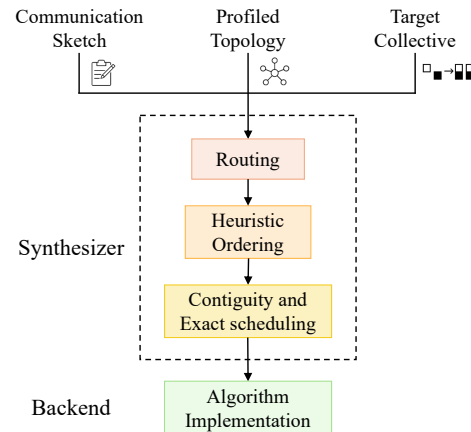 Communication
Sketch
Profiled
Topology
Target
Collective
Routing
Heuristic
Ordering
Synthesizer
Contiguity and
Exact scheduling
Backend
Algorithm
Implementation